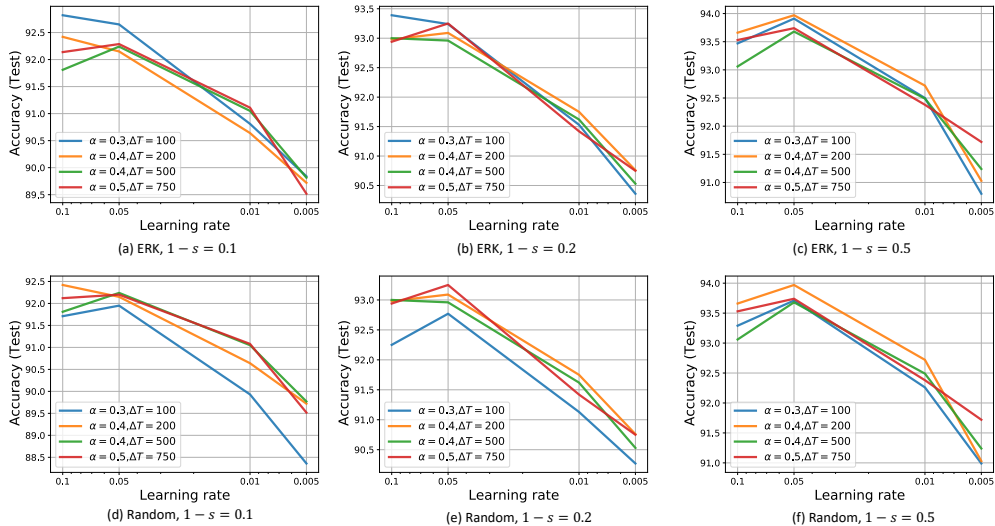 92.5
92.0
91.5
91.0
90.5
90.0
89.5
Accuracy (Test)
α = 0.3,ΔT = 100
α = 0.4,ΔT = 200
α = 0.4,ΔT = 500
α = 0.5,ΔT = 750
0.1 0.05 0.01 0.005
Learning rate
(a) ERK, 1 − s = 0.1
93.5
93.0
92.5
92.0
91.5
91.0
90.5
Accuracy (Test)
α = 0.3,ΔT = 100
α = 0.4,ΔT = 200
α = 0.4,ΔT = 500
α = 0.5,ΔT = 750
0.1 0.05 0.01 0.005
Learning rate
(b) ERK, 1 − s = 0.2
94.0
93.5
93.0
92.5
92.0
91.5
91.0
Accuracy (Test)
α = 0.3,ΔT = 100
α = 0.4,ΔT = 200
α = 0.4,ΔT = 500
α = 0.5,ΔT = 750
0.1 0.05 0.01 0.005
Learning rate
(c) ERK, 1 − s = 0.5
92.5
92.0
91.5
91.0
90.5
90.0
89.5
89.0
88.5
Accuracy (Test)
α = 0.3,ΔT = 100
α = 0.4,ΔT = 200
α = 0.4,ΔT = 500
α = 0.5,ΔT = 750
0.1 0.05 0.01 0.005
Learning rate
(d) Random, 1 − s = 0.1
93.0
92.5
92.0
91.5
91.0
90.5
Accuracy (Test)
α = 0.3,ΔT = 100
α = 0.4,ΔT = 200
α = 0.4,ΔT = 500
α = 0.5,ΔT = 750
0.1 0.05 0.01 0.005
Learning rate
(e) Random, 1 − s = 0.2
94.0
93.5
93.0
92.5
92.0
91.5
91.0
Accuracy (Test)
α = 0.3,ΔT = 100
α = 0.4,ΔT = 200
α = 0.4,ΔT = 500
α = 0.5,ΔT = 750
0.1 0.05 0.01 0.005
Learning rate
(f) Random, 1 − s = 0.5